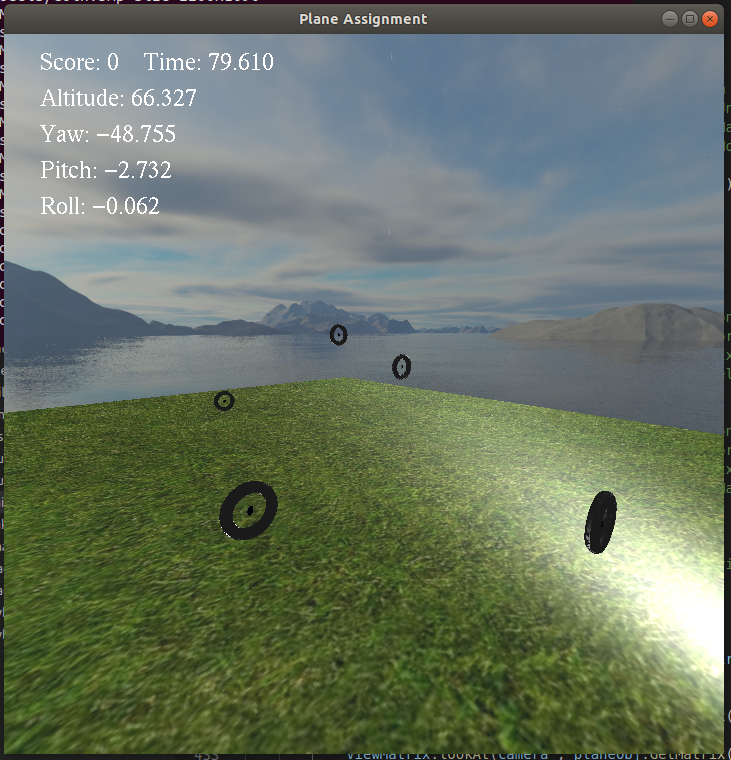 Plane Assignment
Score: 0 Time: 79.610
Altitude: 66.327
Yaw: −48.755
Pitch: −2.732
Roll: −0.062